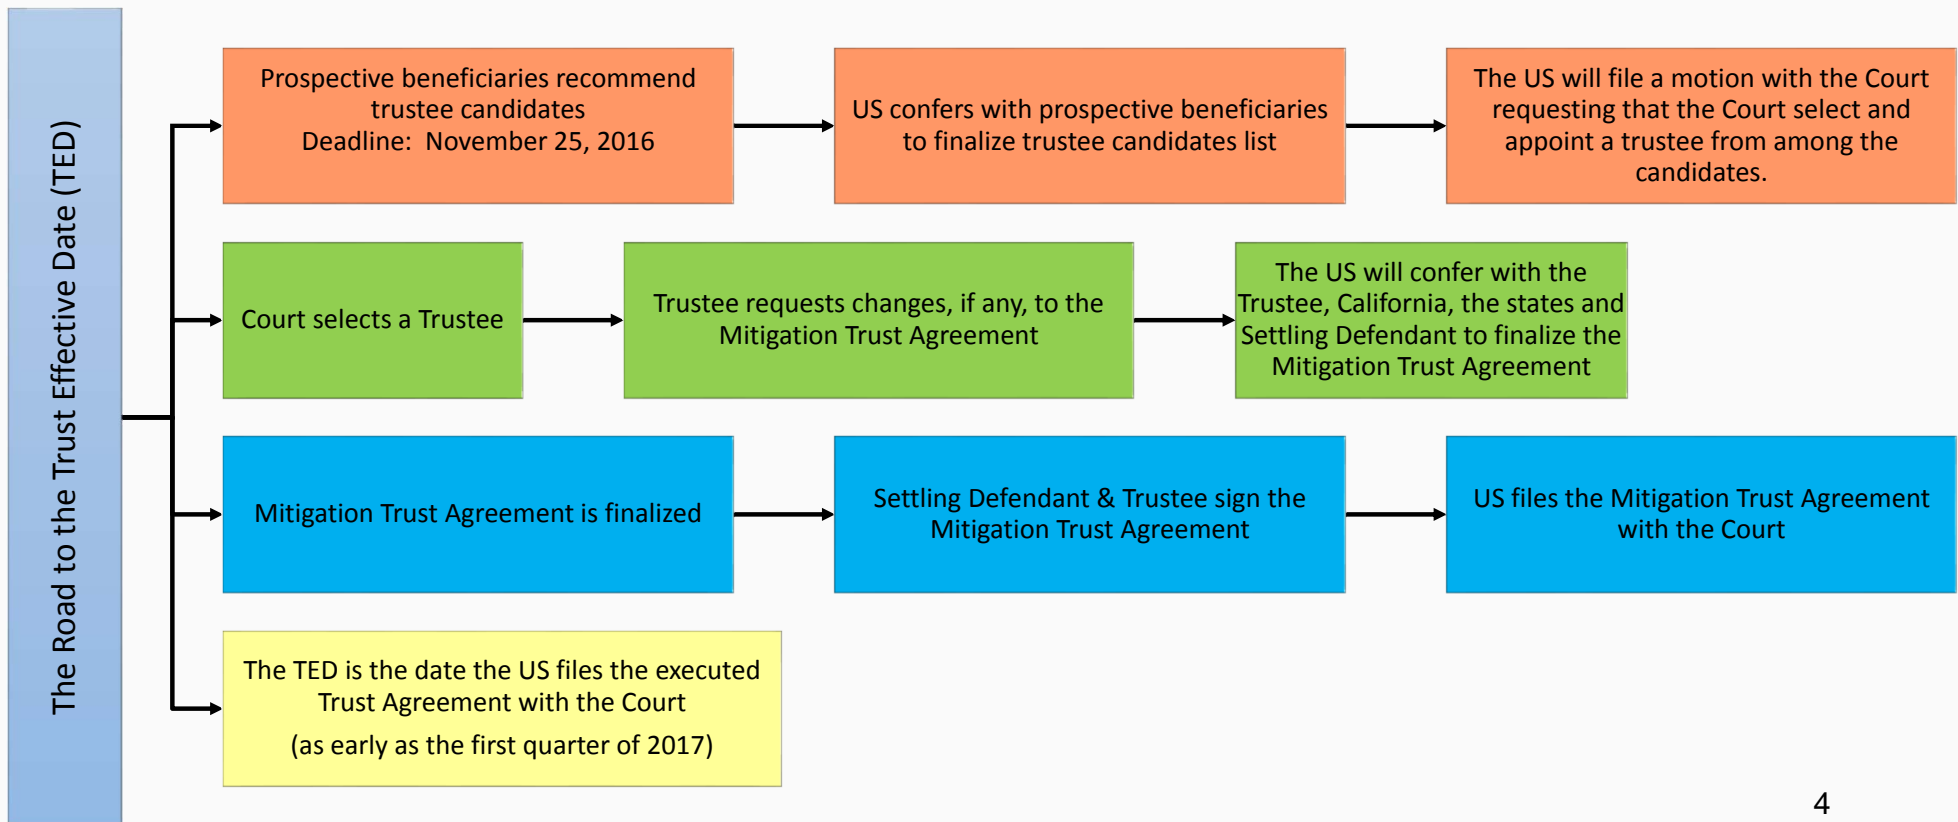 The Road to the Trust Effective Date (TED)
Prospective beneficiaries recommend
trustee candidates
Deadline:  November 25, 2016
US confers with prospective beneficiaries
to finalize trustee candidates list
The US will file a motion with the Court
requesting that the Court select and
appoint a trustee from among the
candidates.
Court selects a Trustee
Trustee requests changes, if any, to the
Mitigation Trust Agreement
The US will confer with the
Trustee, California, the states and
Settling Defendant to finalize the
Mitigation Trust Agreement
Mitigation Trust Agreement is finalized
Settling Defendant & Trustee sign the
Mitigation Trust Agreement
US files the Mitigation Trust Agreement
with the Court
The TED is the date the US files the executed
Trust Agreement with the Court
(as early as the first quarter of 2017)
4